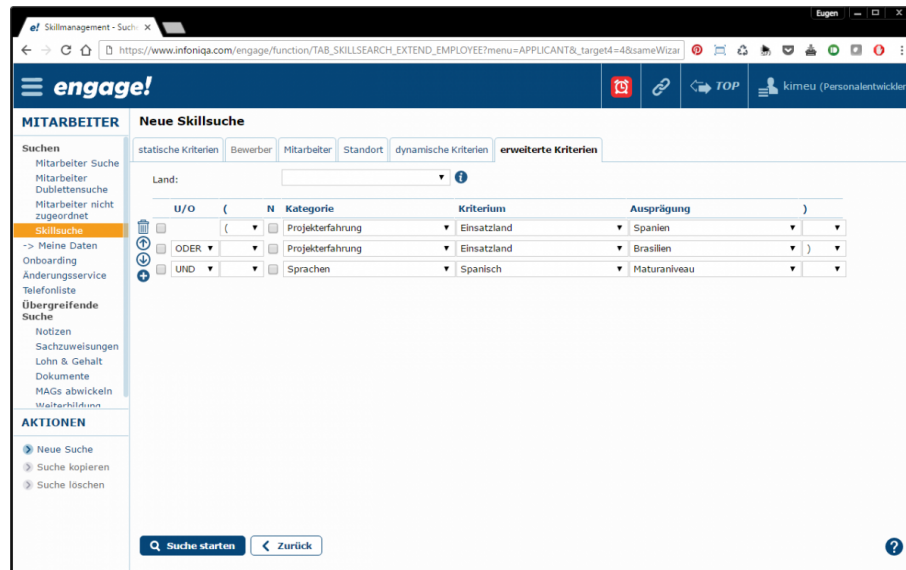 Eugen
e! Skillmanagement - Such
https://www.infoniqa.com/engage/function/TAB_SKILLSEARCH_EXTEND_EMPLOYEE?menu=APPLICANT&_target4=4&sameWizar
engage!
TOP
kimeu (Personalentwickler
MITARBEITER
Suchen
Mitarbeiter Suche
Mitarbeiter
Dublettensuche
Mitarbeiter nicht
zugeordnet
Skillsuche
-> Meine Daten
Onboarding
Änderungsservice
Telefonliste
Übergreifende
Suche
Notizen
Sachzuweisungen
Lohn & Gehalt
Dokumente
MAGs abwickeln
Weiterbildung
AKTIONEN
Neue Suche
Suche kopieren
Suche löschen
Neue Skillsuche
statische Kriterien Bewerber Mitarbeiter Standort dynamische Kriterien erweiterte Kriterien
Land:
U/O ( N Kategorie Kriterium Ausprägung )
( Projekterfahrung Einsatzland Spanien
ODER Projekterfahrung Einsatzland Brasilien )
UND Sprachen Spanisch Maturaniveau
Suche starten Zurück